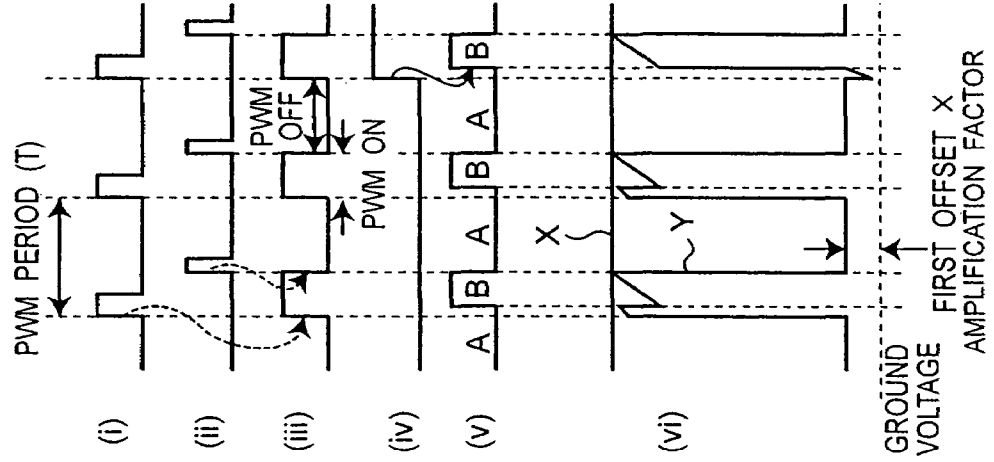 PWM PERIOD (T)
(i)
(ii)
(iii)
PWM
OFF
PWM ON
(iv)
(v)
A
B
A
B
A
B
(vi)
X
Y
GROUND
VOLTAGE
FIRST OFFSET X
AMPLIFICATION FACTOR